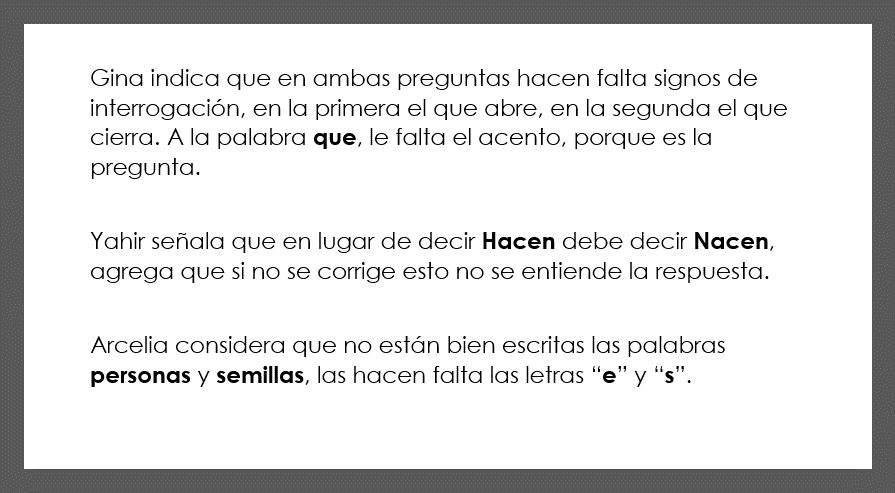 Gina indica que en ambas preguntas hacen falta signos de
interrogación, en la primera el que abre, en la segunda el que
cierra. A la palabra que, le falta el acento, porque es la
pregunta.
Yahir señala que en lugar de decir Hacen debe decir Nacen,
agrega que si no se corrige esto no se entiende la respuesta.
Arcelia considera que no están bien escritas las palabras
personas y semillas, las hacen falta las letras “e” y “s”.